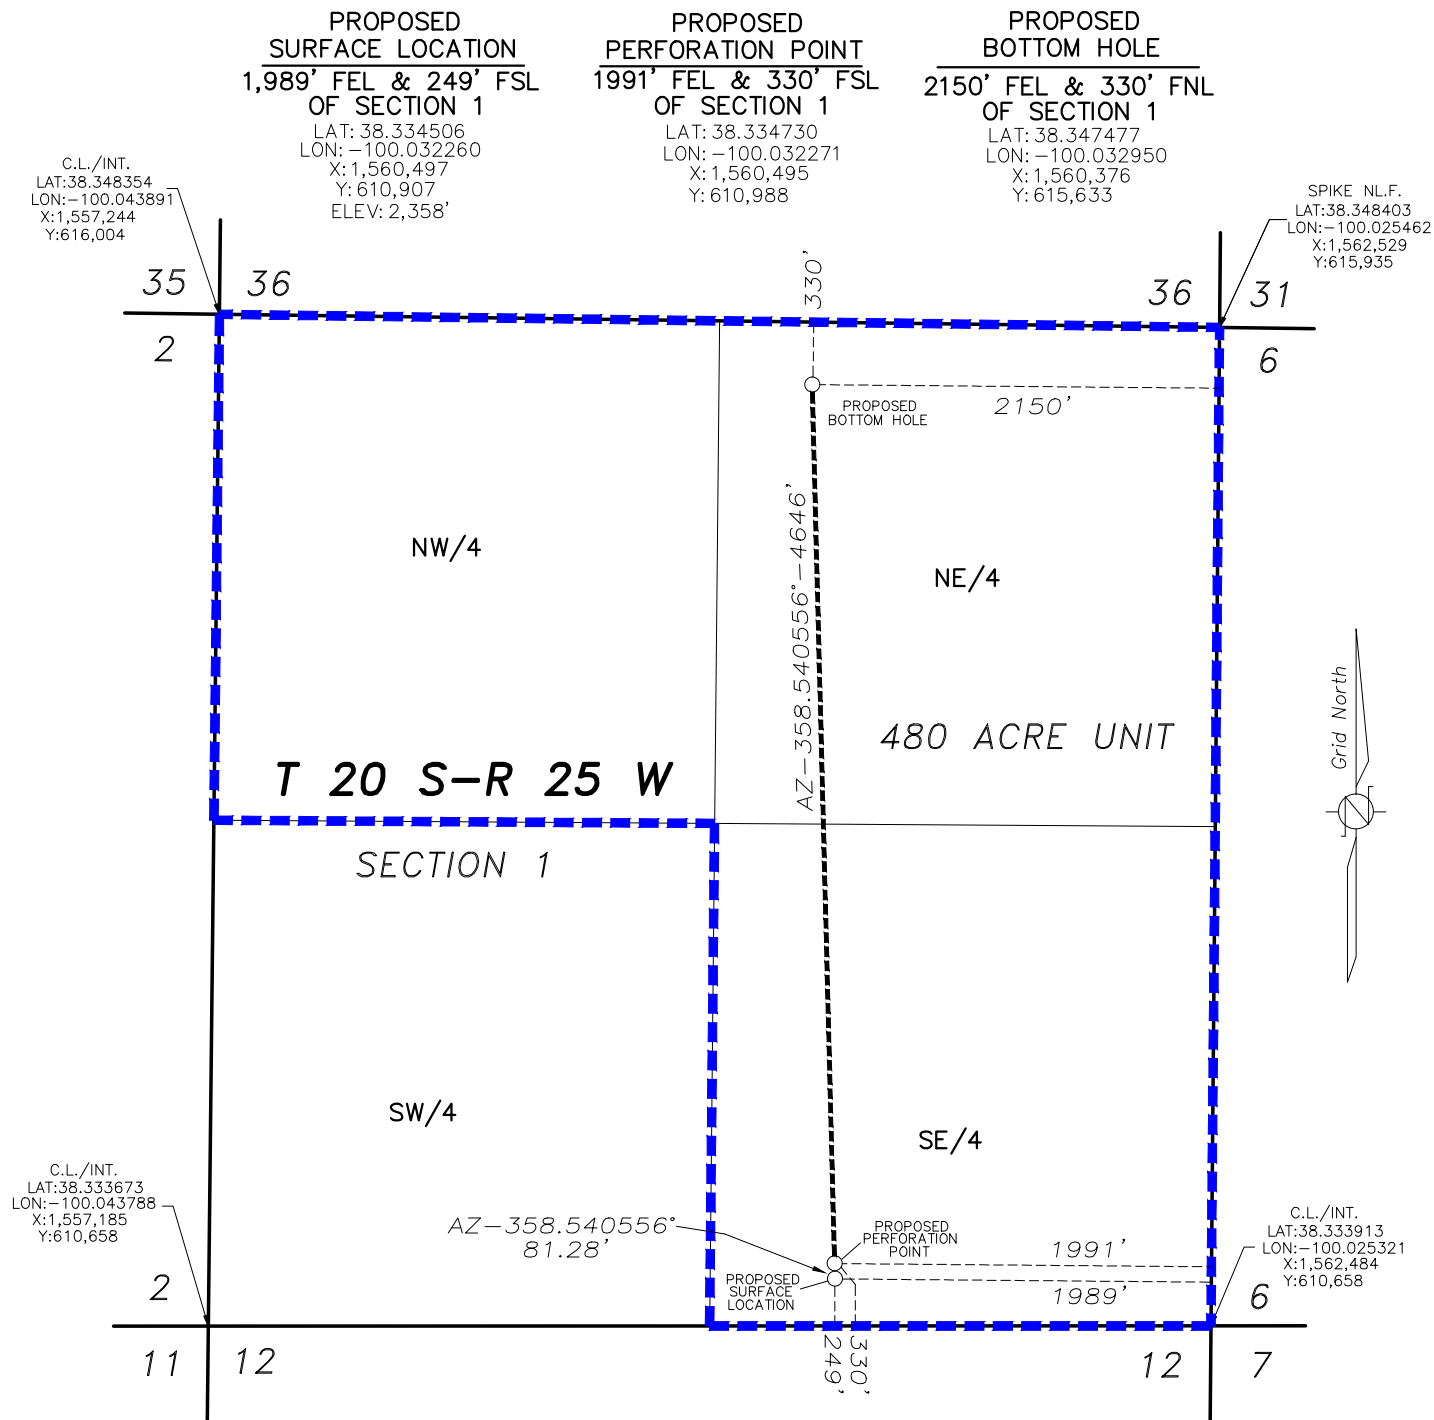 PROPOSED
SURFACE LOCATION
1,989' FEL & 249' FSL
OF SECTION 1
LAT: 38.334506
LON: -100.032260
X: 1,560,497
Y: 610,907
ELEV: 2,358'
PROPOSED
PERFORATION POINT
1991' FEL & 330' FSL
OF SECTION 1
LAT: 38.334730
LON: -100.032271
X: 1,560,495
Y: 610,988
PROPOSED
BOTTOM HOLE
2150' FEL & 330' FNL
OF SECTION 1
LAT: 38.347477
LON: -100.032950
X: 1,560,376
Y: 615,633
C.L./INT.
LAT:38.348354
LON:-100.043891
X:1,557,244
Y:616,004
SPIKE NL.F.
LAT:38.348403
LON:-100.025462
X:1,562,529
Y:615,935
35
36
330'
36
31
2
6
PROPOSED
BOTTOM HOLE
2150'
NW/4
AZ-358.540556°-4646'
NE/4
Grid North
480 ACRE UNIT
T 20 S-R 25 W
SECTION 1
SW/4
SE/4
C.L./INT.
LAT:38.333673
LON:-100.043788
X:1,557,185
Y:610,658
AZ-358.540556°
81.28'
PROPOSED
PERFORATION
POINT
1991'
PROPOSED
SURFACE
LOCATION
1989'
C.L./INT.
LAT:38.333913
LON:-100.025321
X:1,562,484
Y:610,658
2
6
11
12
249'
330'
12
7